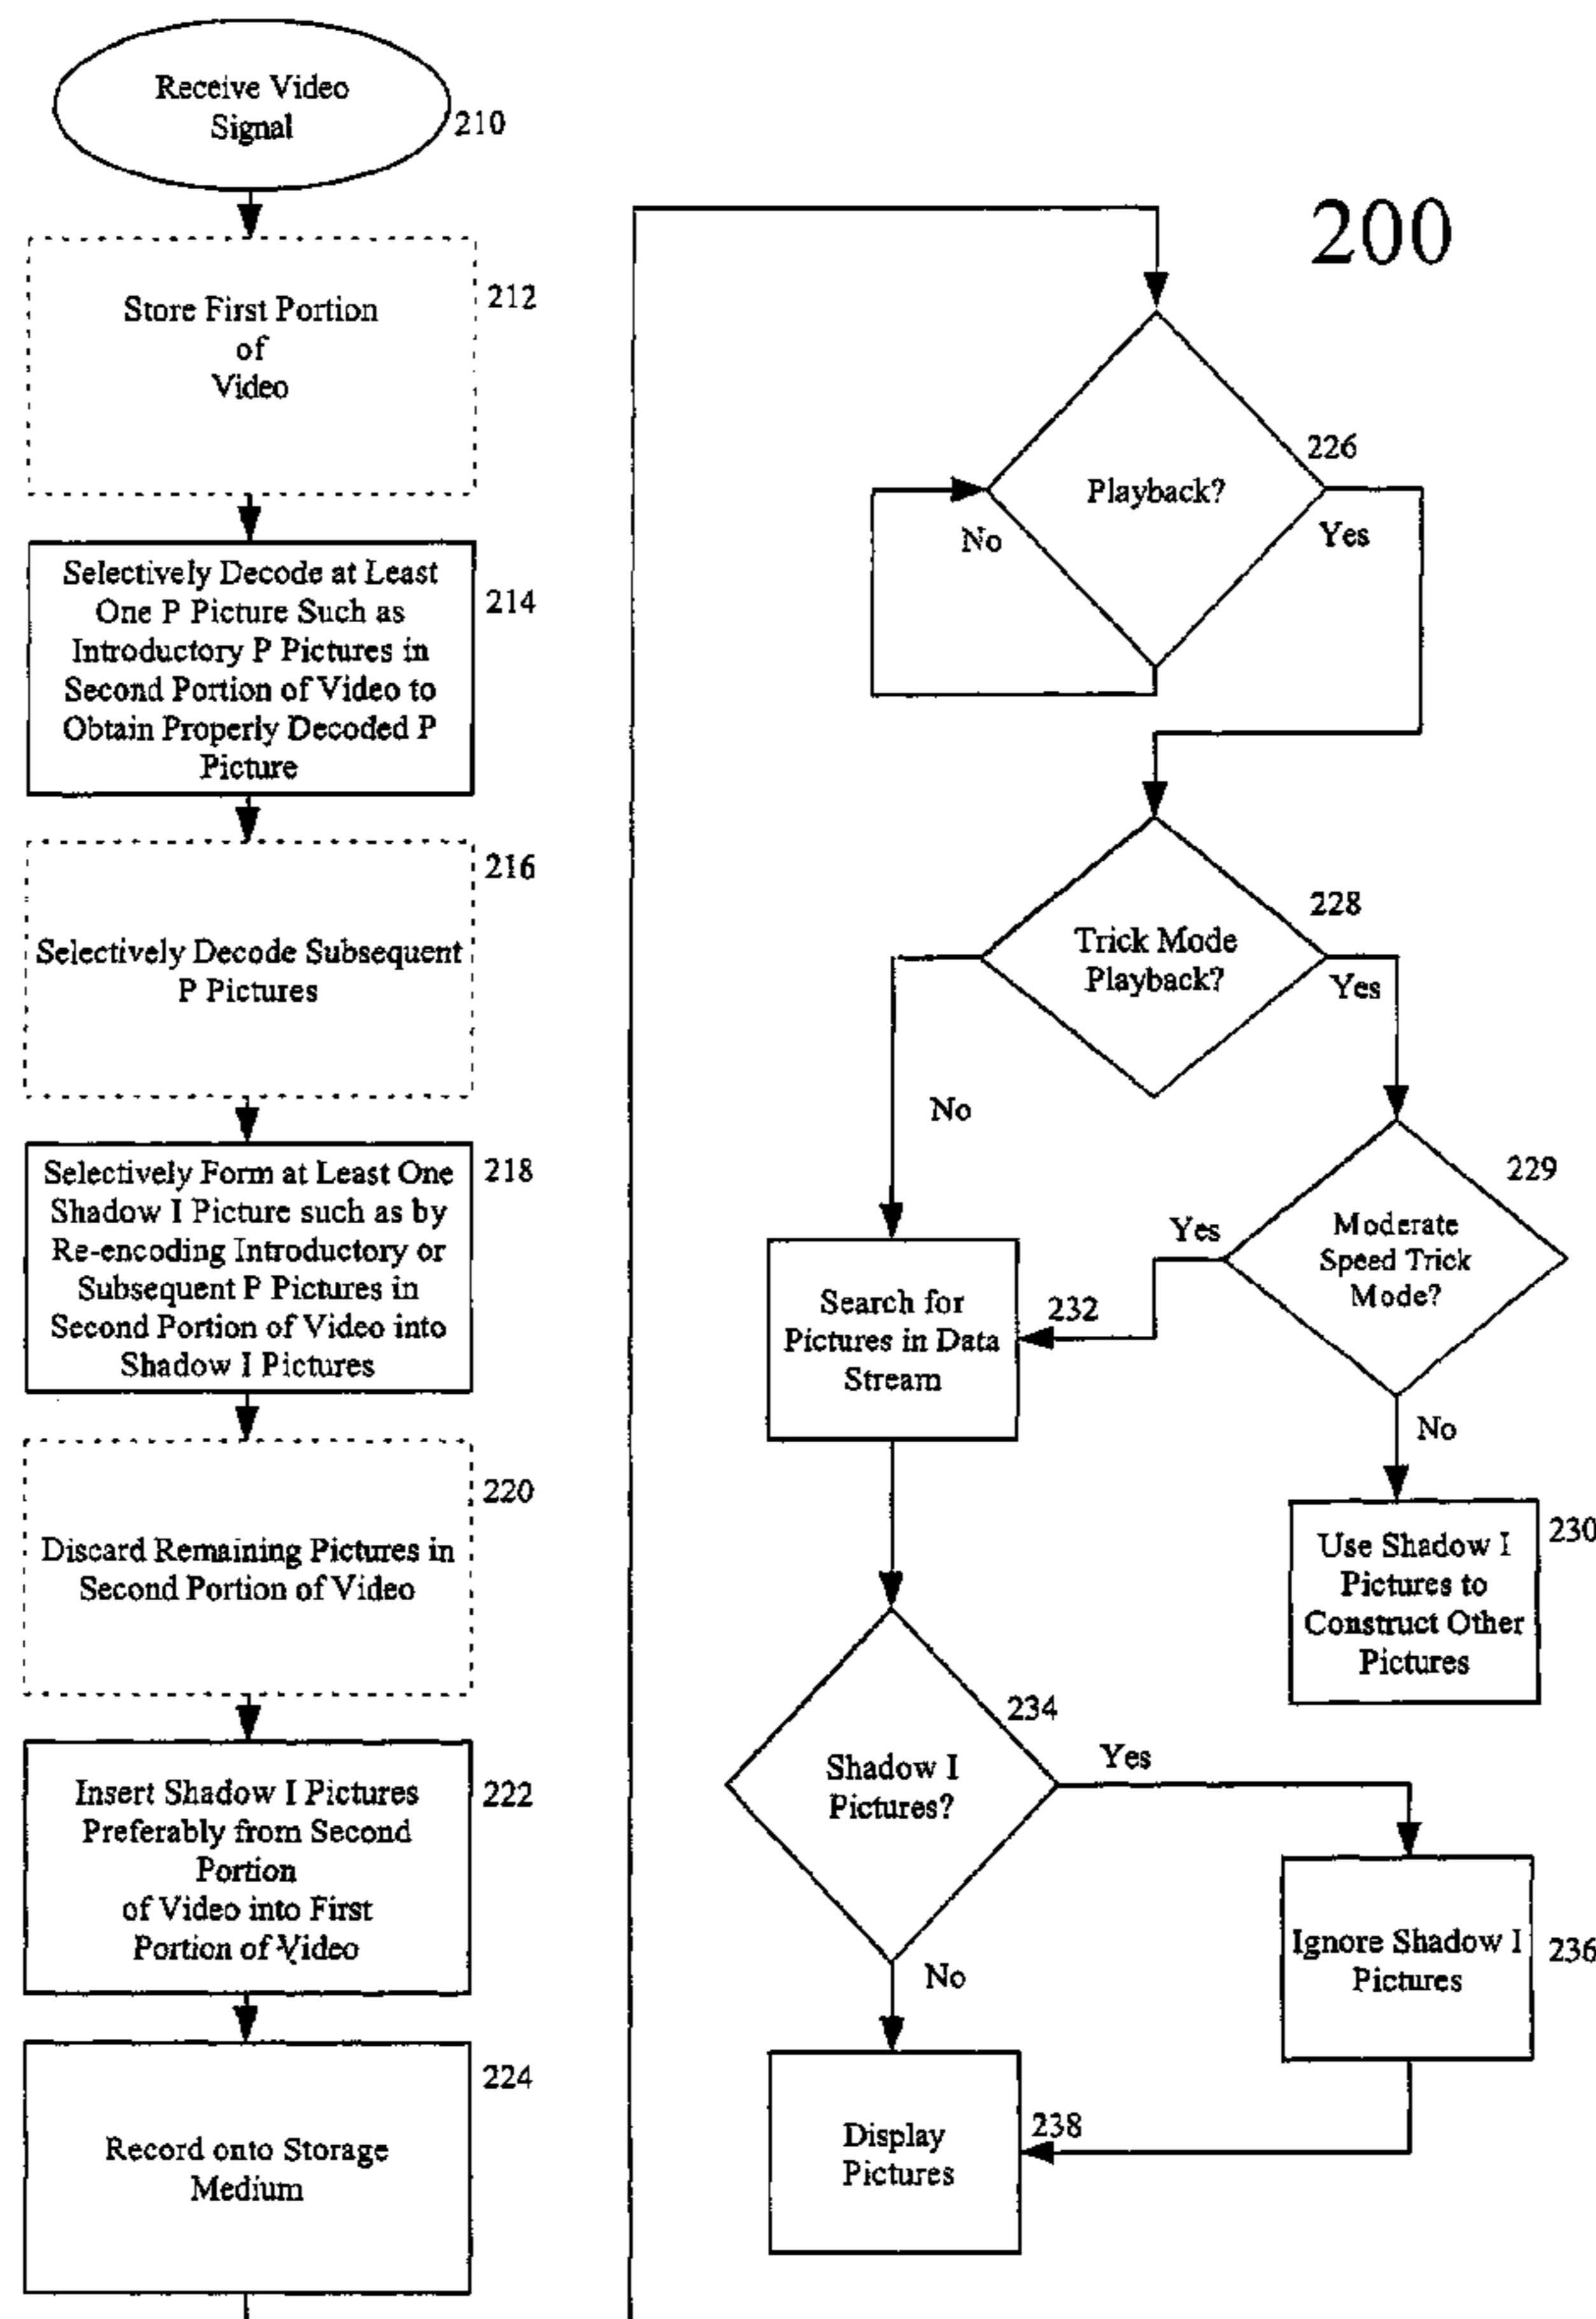 Receive Video
Signal
210
Store First Portion
of
Video
212
Selectively Decode at Least
One P Picture Such as
Introductory P Pictures in
Second Portion of Video to
Obtain Properly Decoded P
Picture
214
Selectively Decode Subsequent
P Pictures
216
Selectively Form at Least One
Shadow I Picture such as by
Re-encoding Introductory or
Subsequent P Pictures in
Second Portion of Video into
Shadow I Pictures
218
Discard Remaining Pictures in
Second Portion of Video
220
Insert Shadow I Pictures
Preferably from Second
Portion
of Video into First
Portion of Video
222
Record onto Storage
Medium
224
200
Playback?
226
No
Yes
Trick Mode
Playback?
228
Yes
No
Moderate
Speed Trick
Mode?
229
Yes
No
Search for
Pictures in Data
Stream
232
Use Shadow I
Pictures to
Construct Other
Pictures
230
Shadow I
Pictures?
234
Yes
No
Ignore Shadow I
Pictures
236
Display
Pictures
238